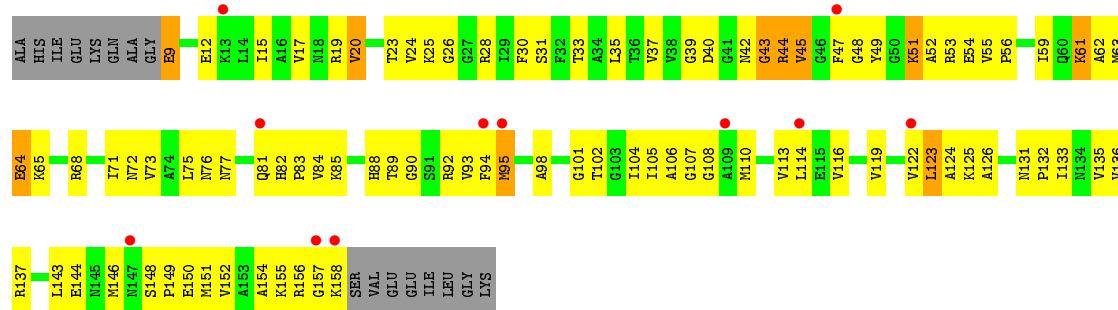 ALA HIS ILE GLU LYS GLN ALA GLY E9 E12 K13 L14 I15 A16 V17 N18 R19 V20 T23 V24 K25 G26 G27 R28 I29 F30 S31 F32 T33 A34 L35 T36 V37 V38 G39 D40 G41 N42 G43 R44 V45 G46 F47 G48 Y49 G50 K51 A52 R53 E54 V55 P56 I59 Q60 K61 A62 M63
E64 K65 R68 I71 N72 V73 A74 L75 N76 N77 Q81 H82 P83 V84 K85 H88 T89 G90 S91 R92 V93 F94 M95 A98 G101 T102 G103 I104 I105 A106 G107 G108 A109 M110 V113 L114 E115 V116 V119 V122 L123 A124 K125 A126 N131 P132 I133 N134 V135 V136
R137 L143 E144 N145 M146 N147 S148 P149 E150 M151 V152 A153 A154 K155 R156 G157 K158 SER VAL GLU GLU ILE LEU GLY LYS